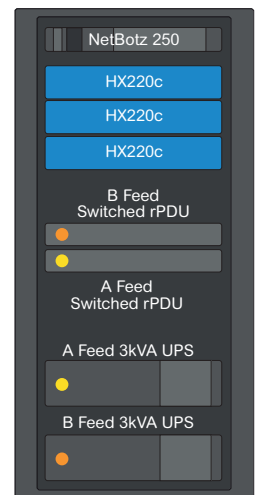 NetBotz 250
HX220c
HX220c
HX220c
B Feed
Switched rPDU
A Feed
Switched rPDU
A Feed 3kVA UPS
B Feed 3kVA UPS